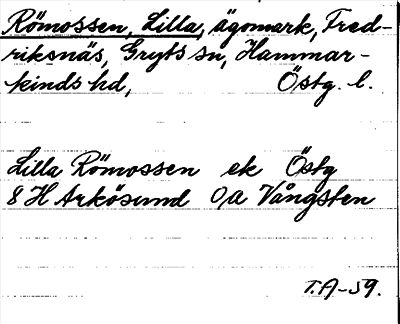 Römossen, Lilla, ägomark, Fred-
riksnäs, Gryts sn, Hammar-
kinds hd, Östg. l.
Lilla Römossen ek Östg
8 H Arkösund 0,a Vångsten
T.A-59.